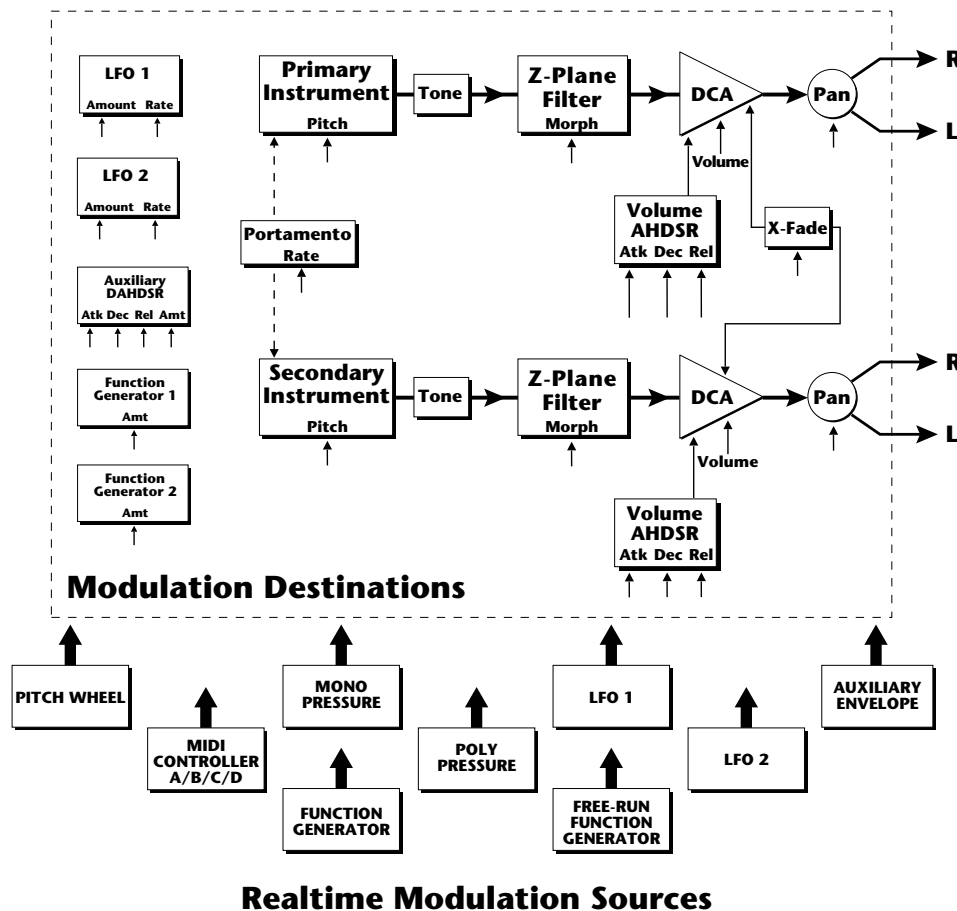 LFO 1
Amount Rate
Primary
Instrument
Pitch
Tone
Z-Plane
Filter
Morph
DCA
Volume
Pan
R
L
LFO 2
Amount Rate
Portamento
Rate
Volume
AHDSR
Atk Dec Rel
X-Fade
Auxiliary
DAHDSR
Atk Dec Rel Amt
Function
Generator 1
Amt
Secondary
Instrument
Pitch
Tone
Z-Plane
Filter
Morph
DCA
Volume
Pan
R
L
Function
Generator 2
Amt
Volume
AHDSR
Atk Dec Rel
Modulation Destinations
PITCH WHEEL
MIDI
CONTROLLER
A/B/C/D
MONO
PRESSURE
FUNCTION
GENERATOR
POLY
PRESSURE
LFO 1
FREE-RUN
FUNCTION
GENERATOR
LFO 2
AUXILIARY
ENVELOPE
Realtime Modulation Sources